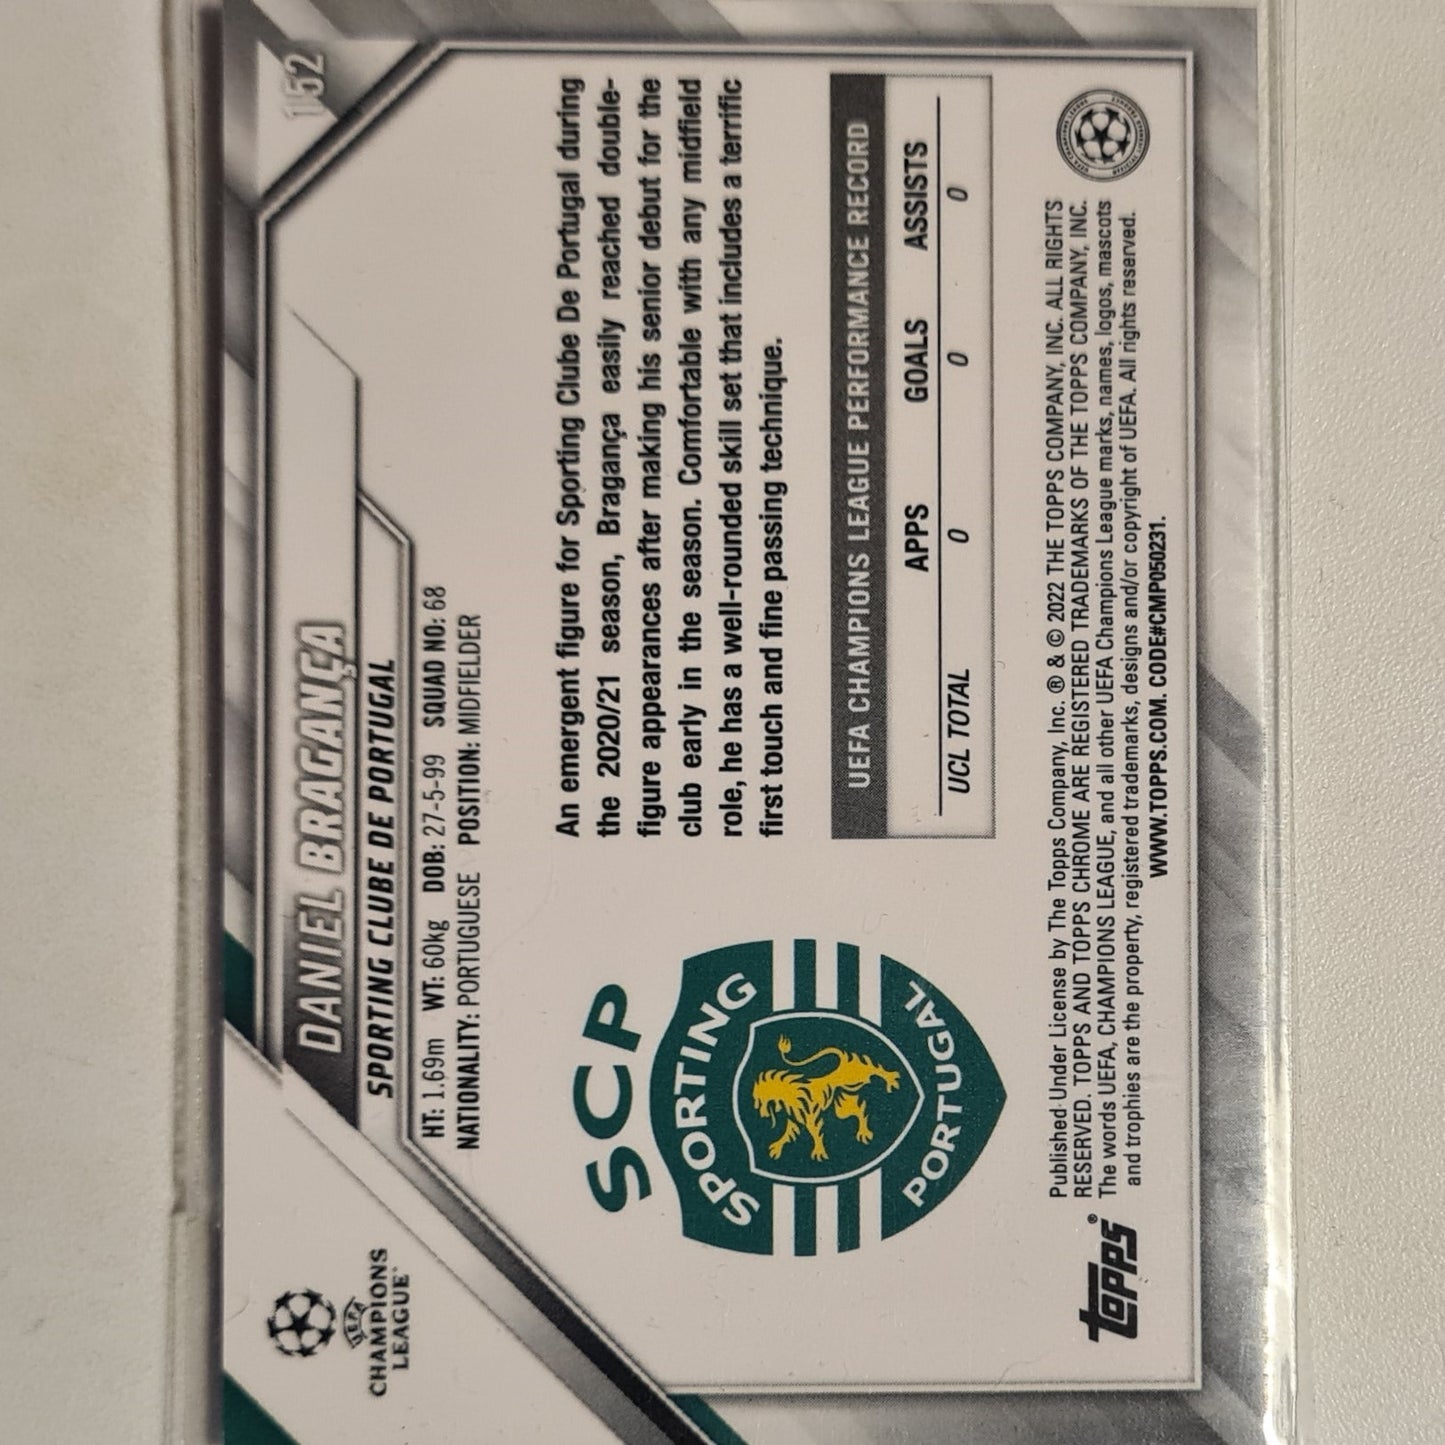 152
UEFA
CHAMPIONS
LEAGUE
DANIEL BRAGANÇA
SPORTING CLUBE DE PORTUGAL
HT: 1.69m WT: 60kg DOB: 27-5-99 SQUAD NO: 68
NATIONALITY: PORTUGUESE POSITION: MIDFIELDER
SCP
SPORTING
PORTUGAL
An emergent figure for Sporting Clube De Portugal during
the 2020/21 season, Bragança easily reached double-
figure appearances after making his senior debut for the
club early in the season. Comfortable with any midfield
role, he has a well-rounded skill set that includes a terrific
first touch and fine passing technique.
UEFA CHAMPIONS LEAGUE PERFORMANCE RECORD
APPS GOALS ASSISTS
UCL TOTAL 0 0 0
topps®
Published Under License by The Topps Company, Inc. ® & © 2022 THE TOPPS COMPANY, INC. ALL RIGHTS
RESERVED. TOPPS AND TOPPS CHROME ARE REGISTERED TRADEMARKS OF THE TOPPS COMPANY, INC.
The words UEFA, CHAMPIONS LEAGUE, and all other UEFA Champions League marks, names, logos, mascots
and trophies are the property, registered trademarks, designs and/or copyright of UEFA. All rights reserved.
WWW.TOPPS.COM. CODE#CMP050231.